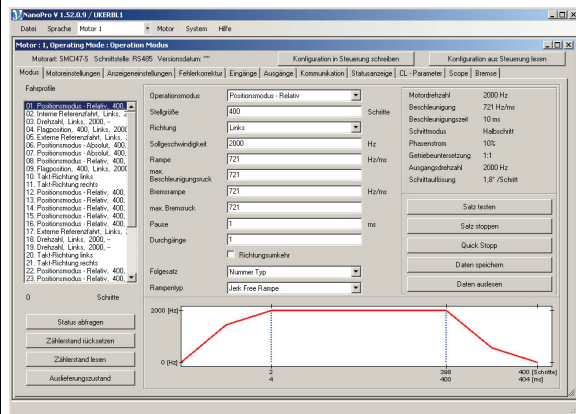 NanoPro V 1.52.0.9 / UKERBL1
Datei Sprache Motor 1 Motor System Hilfe
Motor : 1, Operating Mode : Operation Modus
Motorart: SMCI47-S Schnittstelle: RS485 Versionsdatum: "" Konfiguration in Steuerung schreiben Konfiguration aus Steuerung lesen
Modus Motoreinstellungen Anzeigeneinstellungen Fehlerkorrektur Eingänge Ausgänge Kommunikation Statusanzeige CL - Parameter Scope Bremse
Fahrprofile
01. Positionsmodus - Relativ, 400,
02. Interne Referenzfahrt, Links, 2
03. Drehzahl, Links, 2000, --
04. Flagposition, 400, Links, 2000
05. Externe Referenzfahrt, Links,
06. Positionsmodus - Absolut, 400,
07. Positionsmodus - Absolut, 400,
08. Positionsmodus - Relativ, 400,
09. Flagposition, 400, Links, 2000
10. Takt-Richtung links
11. Takt-Richtung rechts
12. Positionsmodus - Relativ, 400,
13. Positionsmodus - Relativ, 400,
14. Positionsmodus - Relativ, 400,
15. Positionsmodus - Relativ, 400,
16. Positionsmodus - Relativ, 400,
17. Externe Referenzfahrt, Links,
18. Drehzahl, Links, 2000, --
19. Drehzahl, Links, 2000, --
20. Takt-Richtung links
21. Takt-Richtung rechts
22. Positionsmodus - Relativ, 400,
23. Positionsmodus - Relativ, 400,
0 Schritte
Status abfragen
Zählerstand rücksetzen
Zählerstand lesen
Auslieferungszustand
Operationsmodus Positionsmodus - Relativ
Stellgröße 400 Schritte
Richtung Links
Sollgeschwindigkeit 2000 Hz
Rampe 721 Hz/ms
max.
Beschleunigungsruck 721
Bremsrampe 721 Hz/ms
max. Bremsruck 721
Pause 1 ms
Durchgänge 1
Richtungsumkehr
Folgesatz Nummer Typ
Rampentyp Jerk Free Rampe
Motordrehzahl 2000 Hz
Beschleunigung 721 Hz/ms
Beschleunigungszeit 10 ms
Schrittmodus Halbschritt
Phasenstrom 10%
Getriebeuntersetzung 1:1
Ausgangsdrehzahl 2000 Hz
Schrittauflösung 1,8° /Schritt
Satz testen
Satz stoppen
Quick Stopp
Daten speichern
Daten auslesen
2000 [Hz]
0 [Hz]
2 398 400 [Schritte]
4 400 404 [ms]